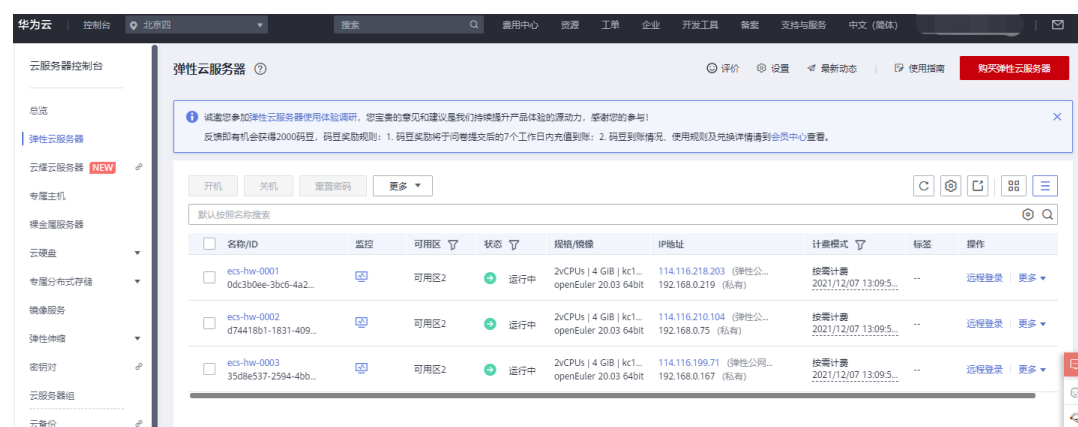 华为云 控制台 北京四 搜索 费用中心 资源 工单 企业 开发工具 备案 支持与服务 中文 (简体)
云服务器控制台
总览
弹性云服务器
云耀云服务器 NEW
专属主机
裸金属服务器
云硬盘
专属分布式存储
镜像服务
弹性伸缩
密钥对
云服务器组
云备份
弹性云服务器 评价 设置 最新动态 使用指南 购买弹性云服务器
诚邀您参加弹性云服务器使用体验调研，您宝贵的意见和建议是我们持续提升产品体验的源动力，感谢您的参与！
反馈即有机会获得2000码豆，码豆奖励规则：1. 码豆奖励将于问卷提交后的7个工作日内充值到账；2. 码豆到账情况、使用规则及兑换详情请到会员中心查看。
开机 关机 重置密码 更多
默认按照名称搜索
名称/ID 监控 可用区 状态 规格/镜像 IP地址 计费模式 标签 操作
ecs-hw-0001 可用区2 运行中 2vCPUs | 4 GiB | kc1... 114.116.218.203 (弹性公... 按需计费 -- 远程登录 更多
0dc3b0ee-3bc6-4a2... openEuler 20.03 64bit 192.168.0.219 (私有) 2021/12/07 13:09:5...
ecs-hw-0002 可用区2 运行中 2vCPUs | 4 GiB | kc1... 114.116.210.104 (弹性公... 按需计费 -- 远程登录 更多
d74418b1-1831-409... openEuler 20.03 64bit 192.168.0.75 (私有) 2021/12/07 13:09:5...
ecs-hw-0003 可用区2 运行中 2vCPUs | 4 GiB | kc1... 114.116.199.71 (弹性公网... 按需计费 -- 远程登录 更多
35d8e537-2594-4bb... openEuler 20.03 64bit 192.168.0.167 (私有) 2021/12/07 13:09:5...